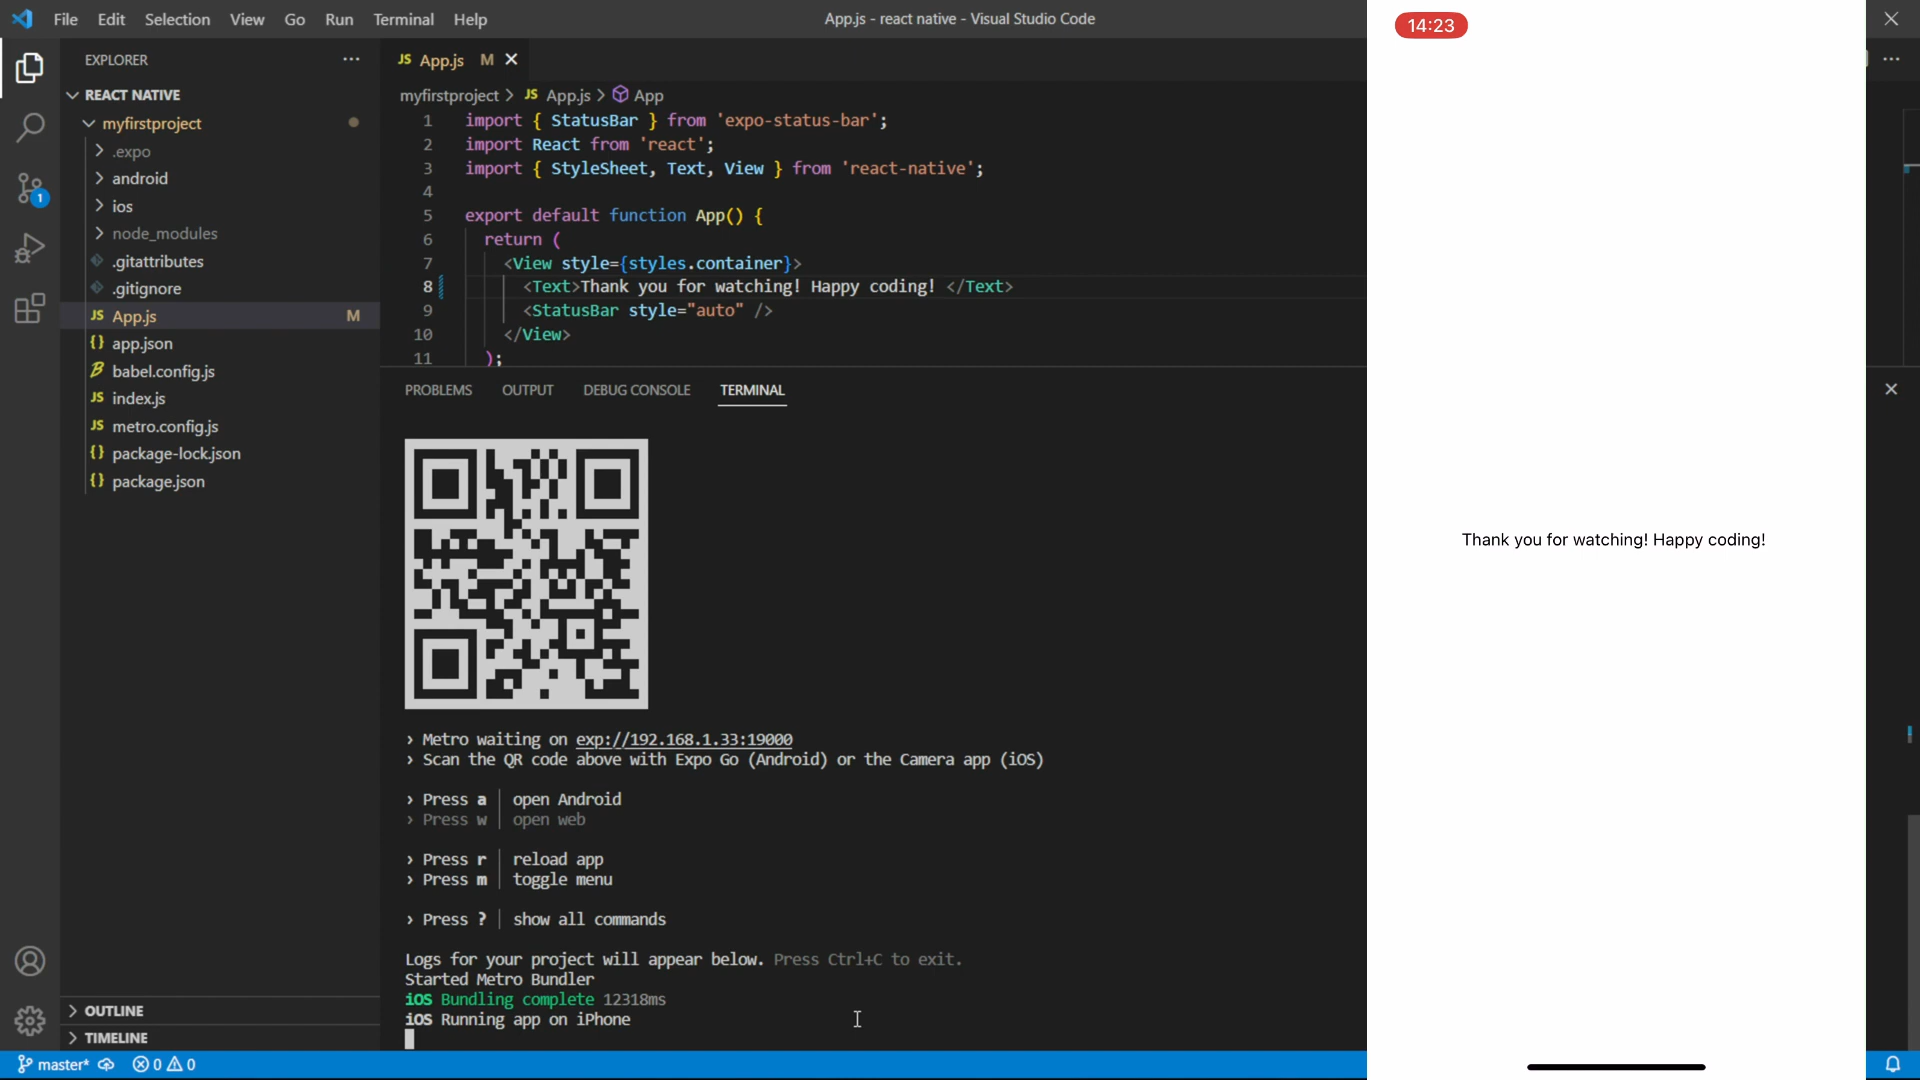 File Edit Selection View Go Run Terminal Help
App.js - react native - Visual Studio Code
EXPLORER
REACT NATIVE
myfirstproject
.expo
android
ios
node_modules
.gitattributes
.gitignore
JS App.js M
{} app.json
babel.config.js
JS index.js
JS metro.config.js
{} package-lock.json
{} package.json
OUTLINE
TIMELINE
1
JS App.js M
myfirstproject > JS App.js > App
1 import { StatusBar } from 'expo-status-bar';
2 import React from 'react';
3 import { StyleSheet, Text, View } from 'react-native';
4
5 export default function App() {
6 return (
7 <View style={styles.container}>
8 <Text>Thank you for watching! Happy coding! </Text>
9 <StatusBar style="auto" />
10 </View>
11 );
PROBLEMS OUTPUT DEBUG CONSOLE TERMINAL
› Metro waiting on exp://192.168.1.33:19000
› Scan the QR code above with Expo Go (Android) or the Camera app (iOS)
› Press a │ open Android
› Press w │ open web
› Press r │ reload app
› Press m │ toggle menu
› Press ? │ show all commands
Logs for your project will appear below. Press Ctrl+C to exit.
Started Metro Bundler
iOS Bundling complete 12318ms
iOS Running app on iPhone
master* 0 0
14:23
Thank you for watching! Happy coding!